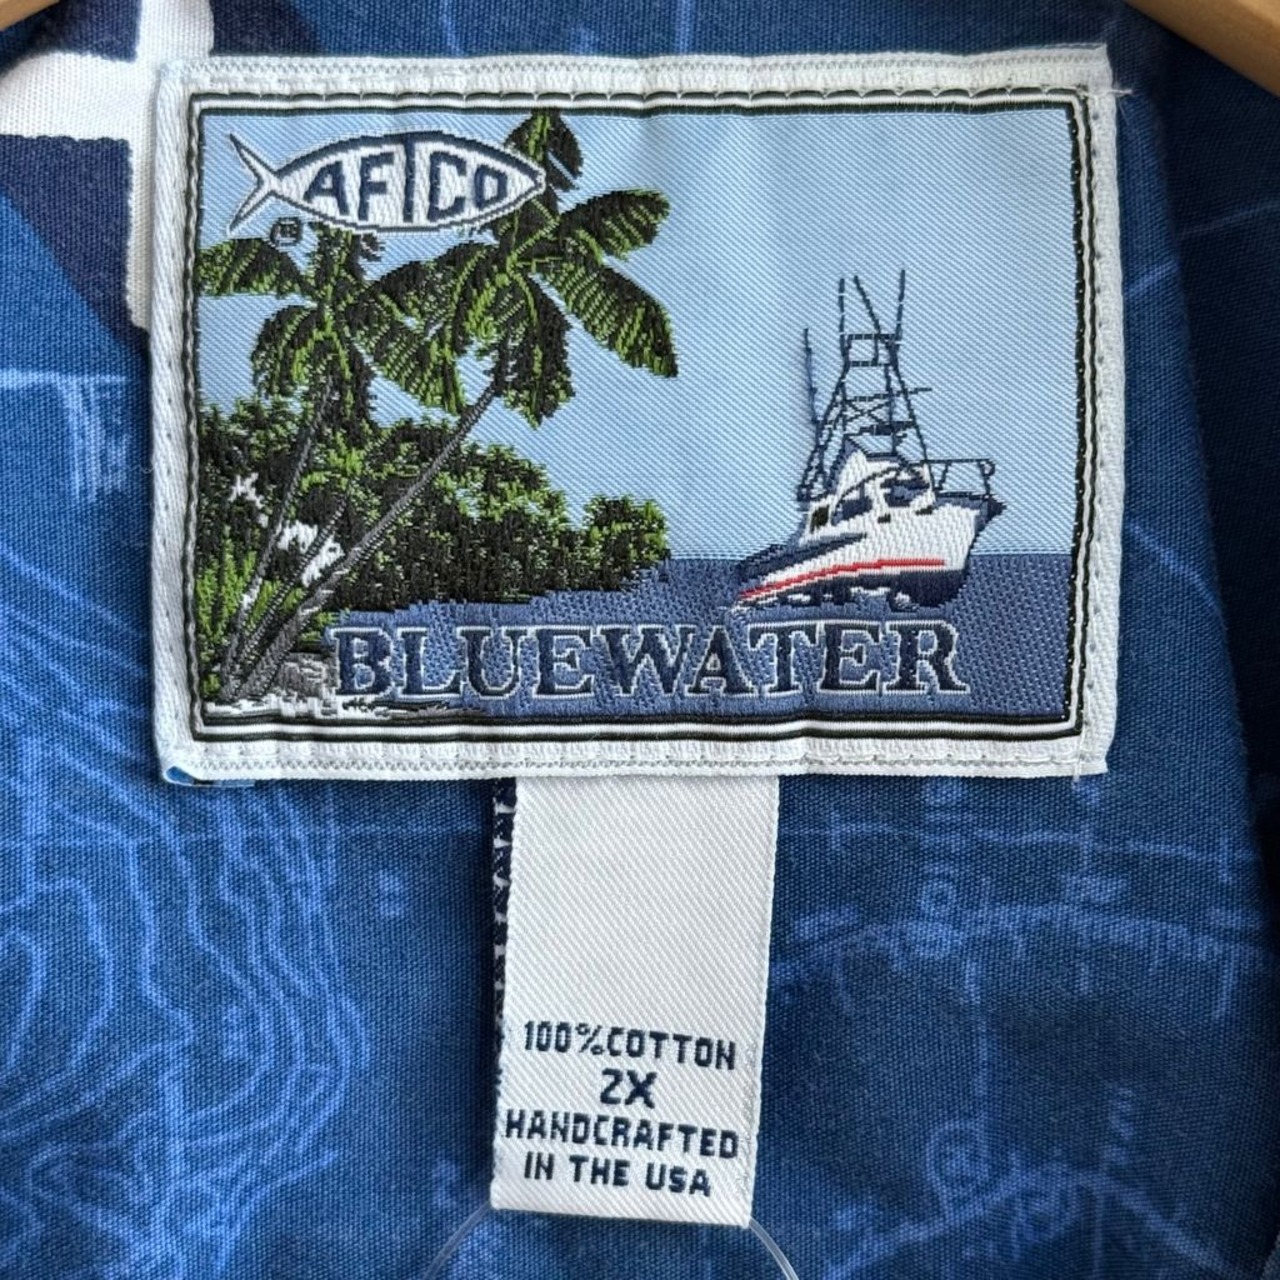 AFTCO
®
BLUEWATER
100%COTTON
2X
HANDCRAFTED
IN THE USA